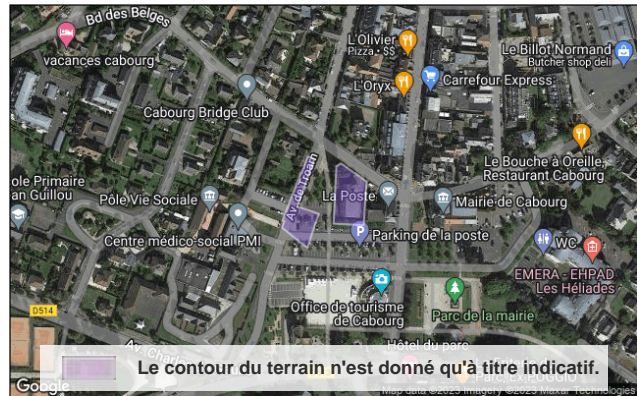 Bd des Belges
vacances cabourg
L'Olivier
Pizza • $$
L'Oryx
Carrefour Express
Le Billot Normand
Butcher shop deli
Cabourg Bridge Club
Le Bouche à Oreille,
Restaurant Cabourg
ole Primaire
an Guillou
Pôle Vie Sociale
Av. de Troarn
La Poste
Mairie de Cabourg
Centre médico-social PMI
Parking de la poste
WC
EMERA - EHPAD
Les Héliades
Office de tourisme
de Cabourg
Parc de la mairie
D514
Av. Charles
Hôtel du parc
Le contour du terrain n'est donné qu'à titre indicatif.
Google
Map data ©2023 Imagery ©2023 Maxar Technologies